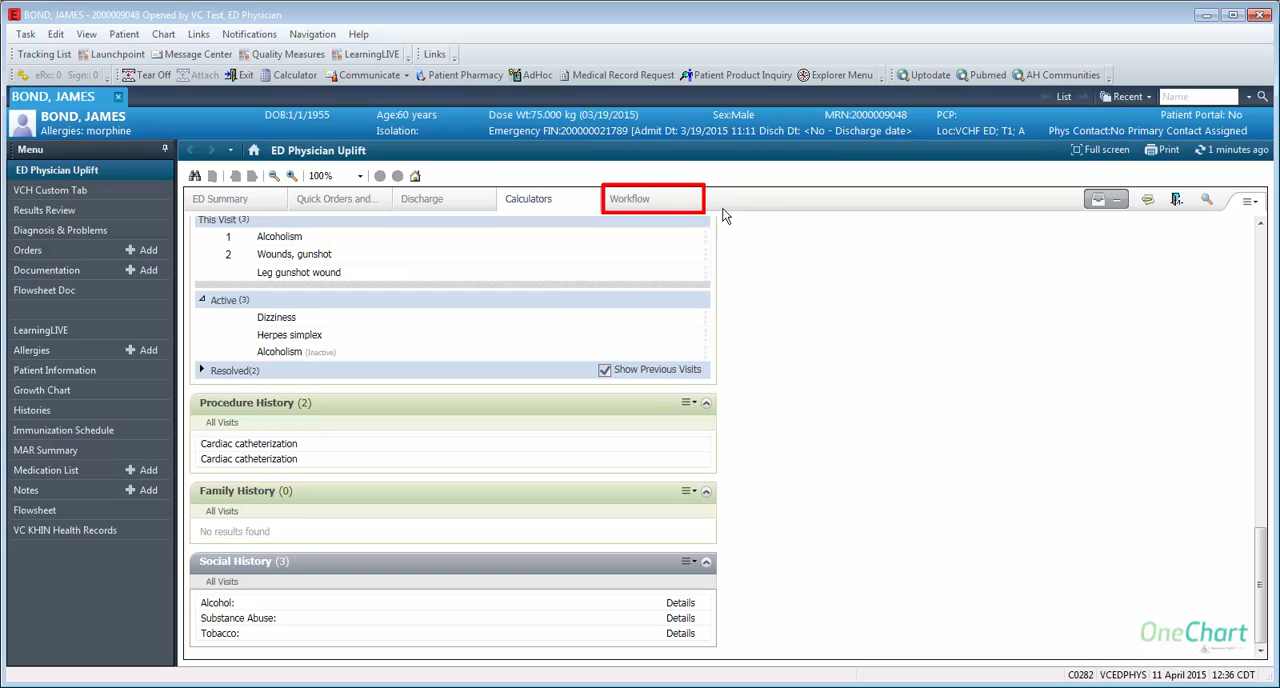 BOND, JAMES - 2000009048 Opened by VC Test, ED Physician
Task Edit View Patient Chart Links Notifications Navigation Help
Tracking List Launchpoint Message Center Quality Measures LearningLIVE Links
eRx: 0 Sign: 0 Tear Off Attach Exit Calculator Communicate Patient Pharmacy AdHoc Medical Record Request Patient Product Inquiry Explorer Menu Uptodate Pubmed AH Communities
BOND, JAMES List Recent Name
BOND, JAMES DOB:1/1/1955 Age:60 years Dose Wt:75.000 kg (03/19/2015) Sex:Male MRN:2000009048 PCP: Patient Portal: No
Allergies: morphine Isolation: Emergency FIN:200000021789 [Admit Dt: 3/19/2015 11:11 Disch Dt: <No - Discharge date> Loc:VCHF ED; T1; A Phys Contact:No Primary Contact Assigned
Menu ED Physician Uplift Full screen Print 1 minutes ago
ED Physician Uplift
VCH Custom Tab
Results Review
Diagnosis & Problems
Orders Add
Documentation Add
Flowsheet Doc
LearningLIVE
Allergies Add
Patient Information
Growth Chart
Histories
Immunization Schedule
MAR Summary
Medication List Add
Notes Add
Flowsheet
VC KHIN Health Records
100%
ED Summary Quick Orders and... Discharge Calculators Workflow
This Visit (3)
1 Alcoholism
2 Wounds, gunshot
Leg gunshot wound
Active (3)
Dizziness
Herpes simplex
Alcoholism (Inactive)
Resolved(2) Show Previous Visits
Procedure History (2)
All Visits
Cardiac catheterization
Cardiac catheterization
Family History (0)
All Visits
No results found
Social History (3)
All Visits
Alcohol: Details
Substance Abuse: Details
Tobacco: Details
OneChart
C0282 VCEDPHYS 11 April 2015 12:36 CDT